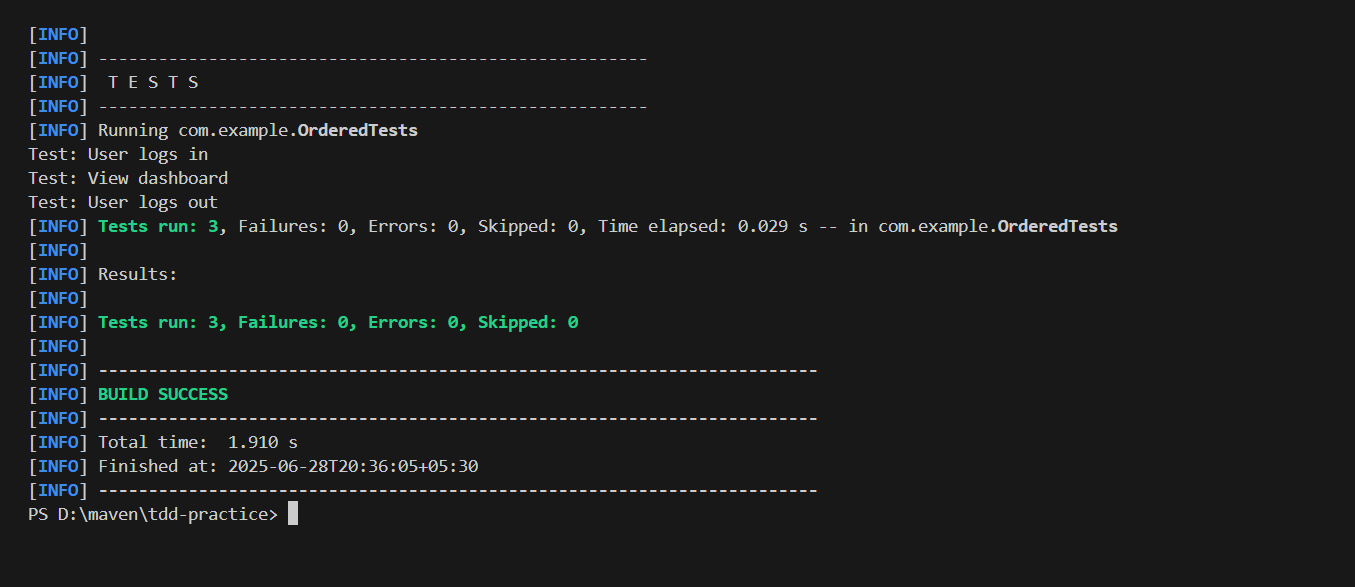 [INFO]
[INFO] -------------------------------------------------------
[INFO]  T E S T S
[INFO] -------------------------------------------------------
[INFO] Running com.example.OrderedTests
Test: User logs in
Test: View dashboard
Test: User logs out
[INFO] Tests run: 3, Failures: 0, Errors: 0, Skipped: 0, Time elapsed: 0.029 s -- in com.example.OrderedTests
[INFO]
[INFO] Results:
[INFO]
[INFO] Tests run: 3, Failures: 0, Errors: 0, Skipped: 0
[INFO]
[INFO] ------------------------------------------------------------------------
[INFO] BUILD SUCCESS
[INFO] ------------------------------------------------------------------------
[INFO] Total time:  1.910 s
[INFO] Finished at: 2025-06-28T20:36:05+05:30
[INFO] ------------------------------------------------------------------------
PS D:\maven\tdd-practice>